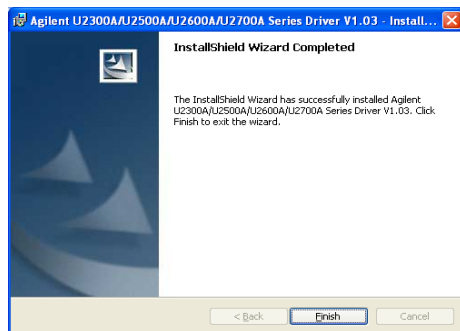 Agilent U2300A/U2500A/U2600A/U2700A Series Driver V1.03 - Install...
InstallShield Wizard Completed
The InstallShield Wizard has successfully installed Agilent
U2300A/U2500A/U2600A/U2700A Series Driver V1.03. Click
Finish to exit the wizard.
< Back
Finish
Cancel